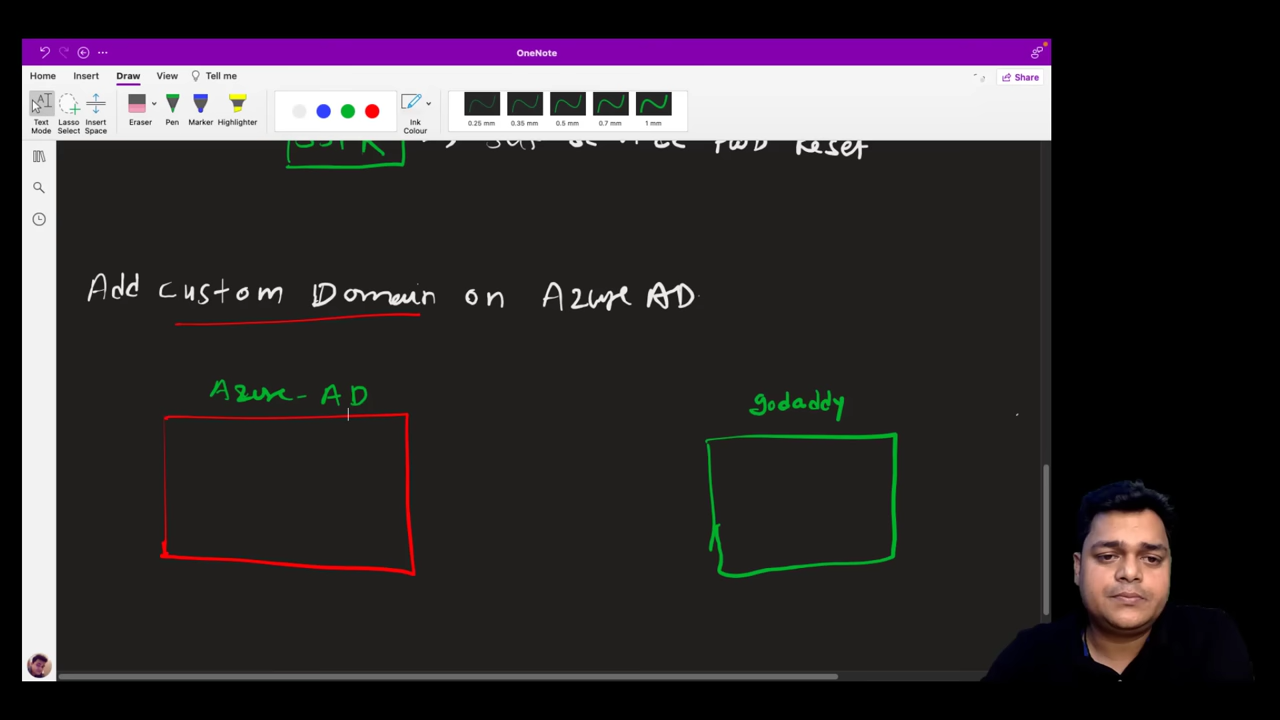 OneNote
Home Insert Draw View Tell me
Share
Text Mode
Lasso Select
Insert Space
Eraser
Pen
Marker
Highlighter
Ink Colour
0.25 mm
0.35 mm
0.5 mm
0.7 mm
1 mm
PWD Reset
Add Custom Domain on Azure AD
Azure-AD
godaddy